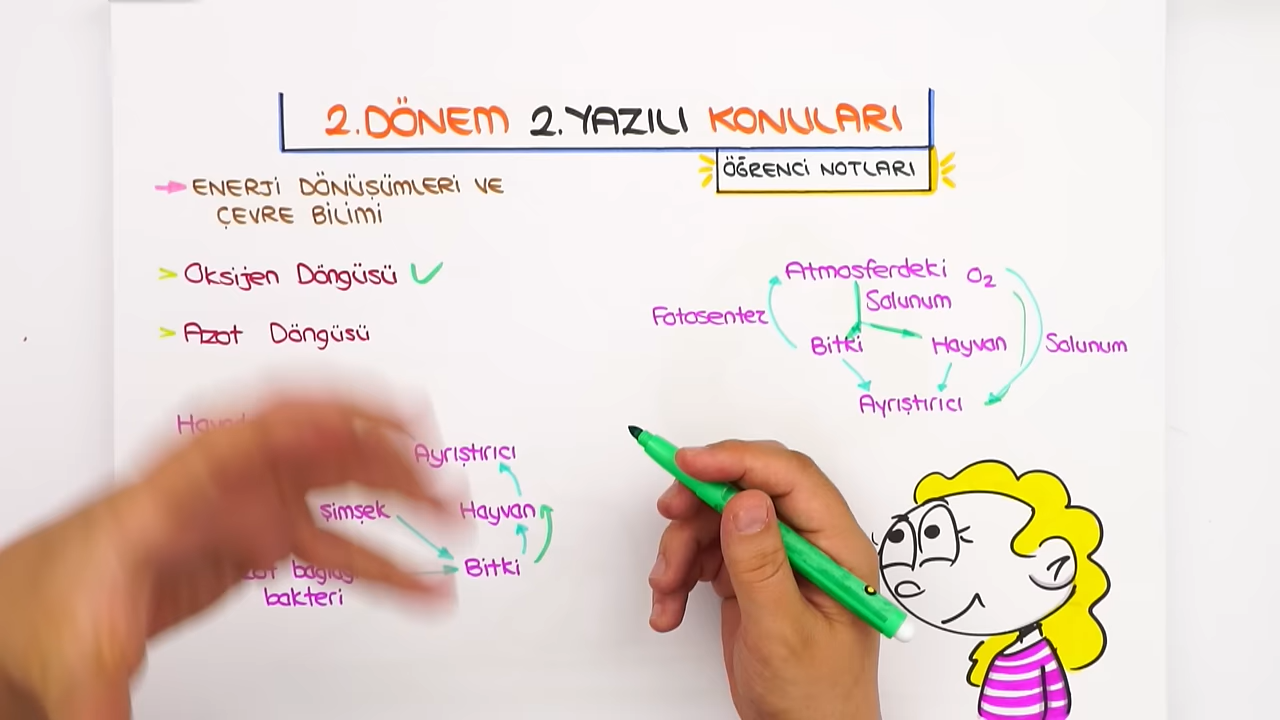 2.DÖNEM 2.YAZILI KONULARI
ÖĞRENCİ NOTLARI
ENERJİ DÖNÜŞÜMLERİ VE
ÇEVRE BİLİMİ
> Oksijen Döngüsü
> Azot Döngüsü
Atmosferdeki O₂
Solunum
Fotosentez
Bitki
Hayvan
Solunum
Ayrıştırıcı
Ayrıştırıcı
Şimşek
Hayvan
Bitki
bakteri